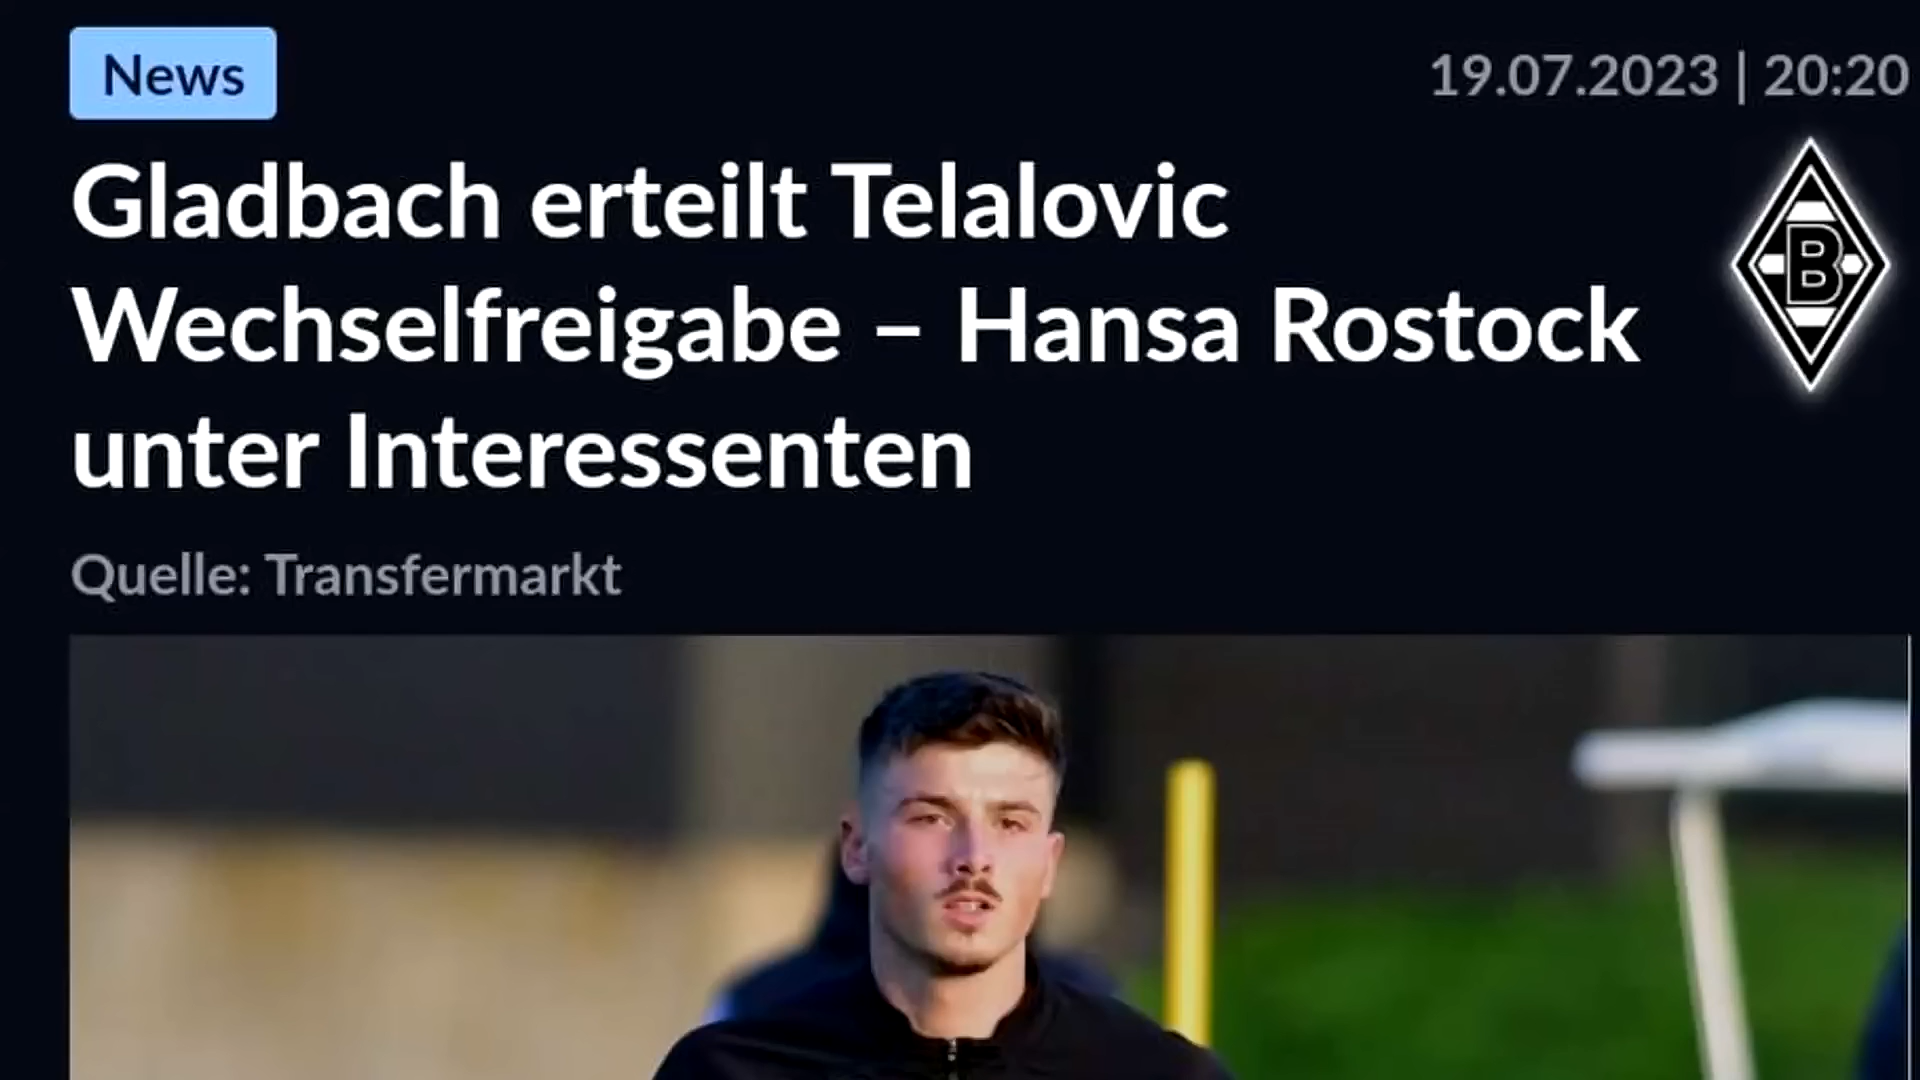 News
19.07.2023 | 20:20
Gladbach erteilt Telalovic
Wechselfreigabe – Hansa Rostock
unter Interessenten
B
Quelle: Transfermarkt